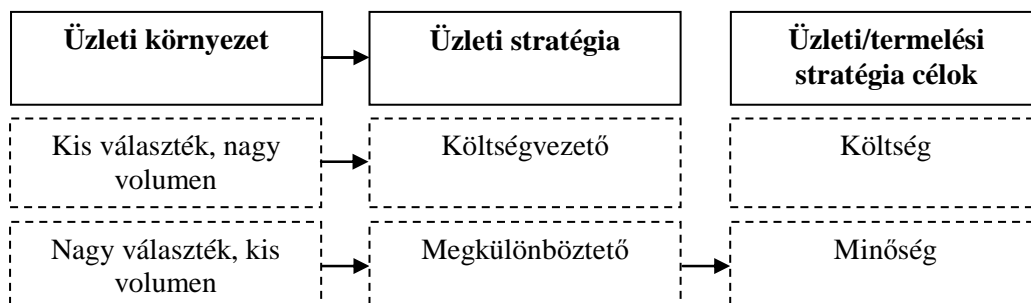 Üzleti környezet
Üzleti stratégia
Üzleti/termelési
stratégia célok
Kis választék, nagy
volumen
Költségvezető
Költség
Nagy választék, kis
volumen
Megkülönböztető
Minőség